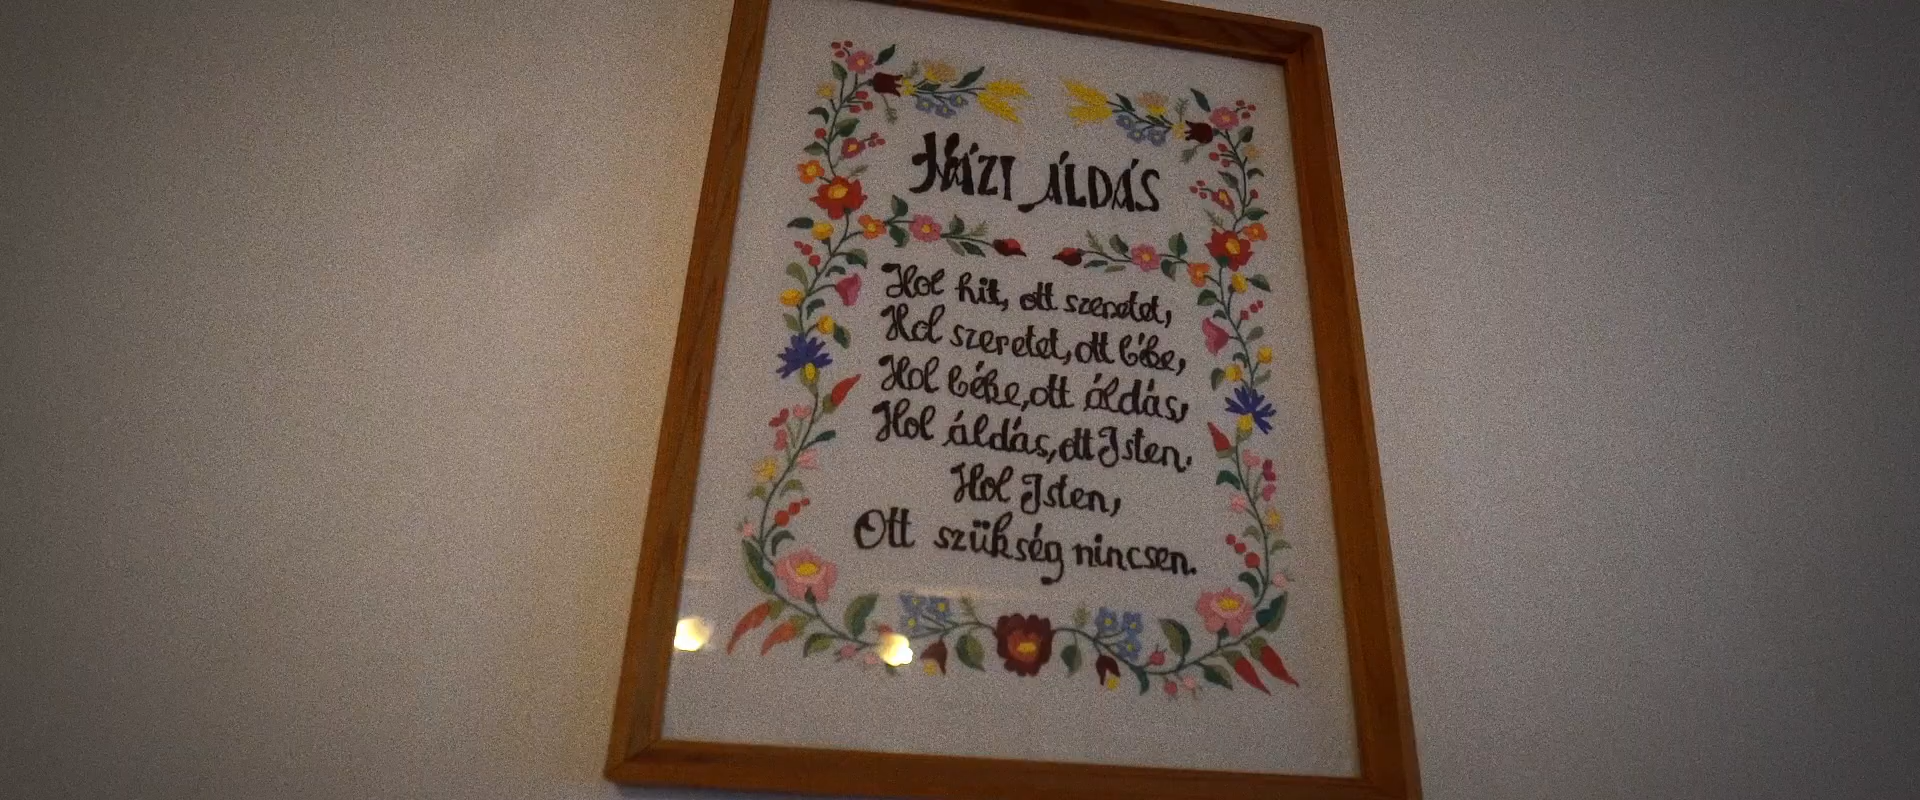 HÁZI ÁLDÁS
Hol hit, ott szeretet,
Hol szeretet, ott béke,
Hol béke, ott áldás,
Hol áldás, ott Isten.
Hol Isten,
Ott szükség nincsen.